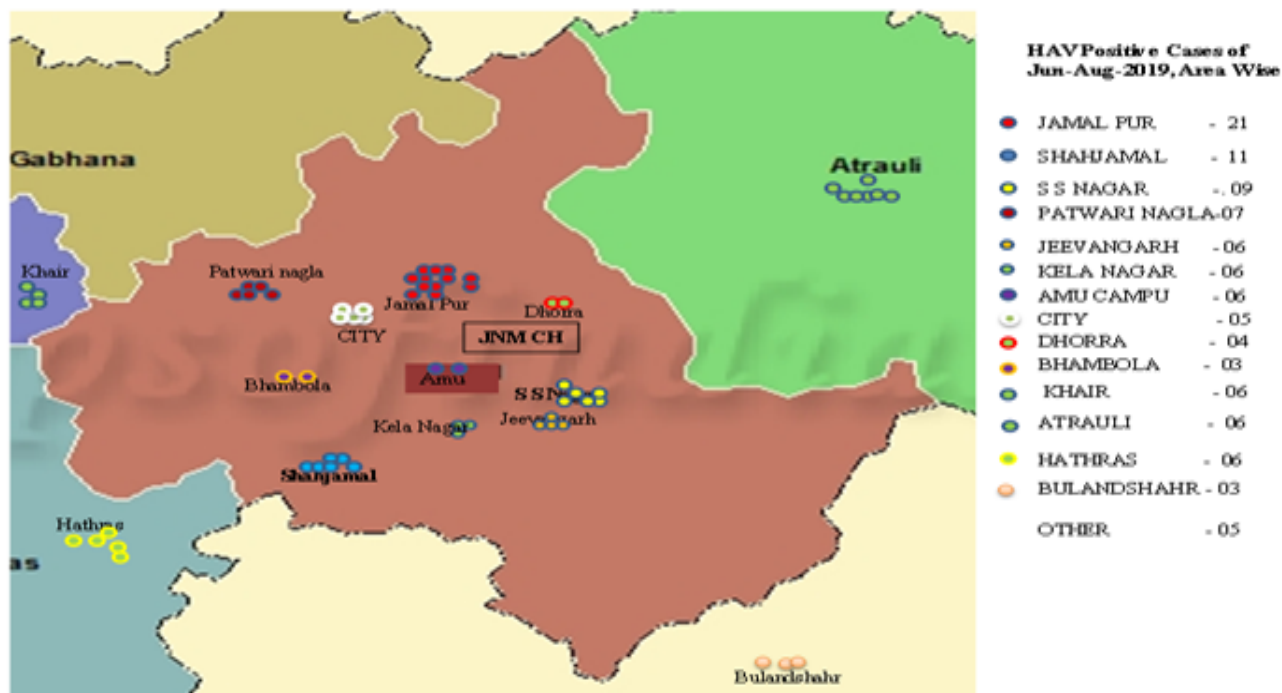 Gabhana
Atrauli
Khair
Patwari nagla
Jamal Pur
Dhorra
CITY
JNM CH
Bhambola
Amu
SSN
Kela Nagar
Jeevangarh
Shahjamal
Hathras
as
Bulandshahr
HAV Positive Cases of
Jun-Aug-2019, Area Wise
JAMAL PUR - 21
SHAHJAMAL - 11
S S NAGAR -. 09
PATWARI NAGLA-07
JEEVANGARH - 06
KELA NAGAR - 06
AMU CAMPU - 06
CITY - 05
DHORRA - 04
BHAMBOLA - 03
KHAIR - 06
ATRAULI - 06
HATHRAS - 06
BULANDSHAHR - 03
OTHER - 05